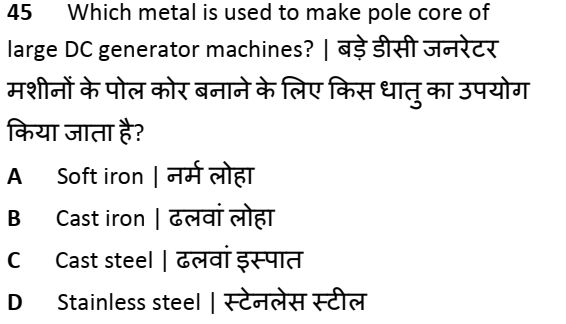 45 Which metal is used to make pole core of
large DC generator machines? | बड़े डीसी जनरेटर
मशीनों के पोल कोर बनाने के लिए किस धातु का उपयोग
किया जाता है?
A Soft iron | नर्म लोहा
B Cast iron | ढलवां लोहा
C Cast steel | ढलवां इस्पात
D Stainless steel | स्टेनलेस स्टील